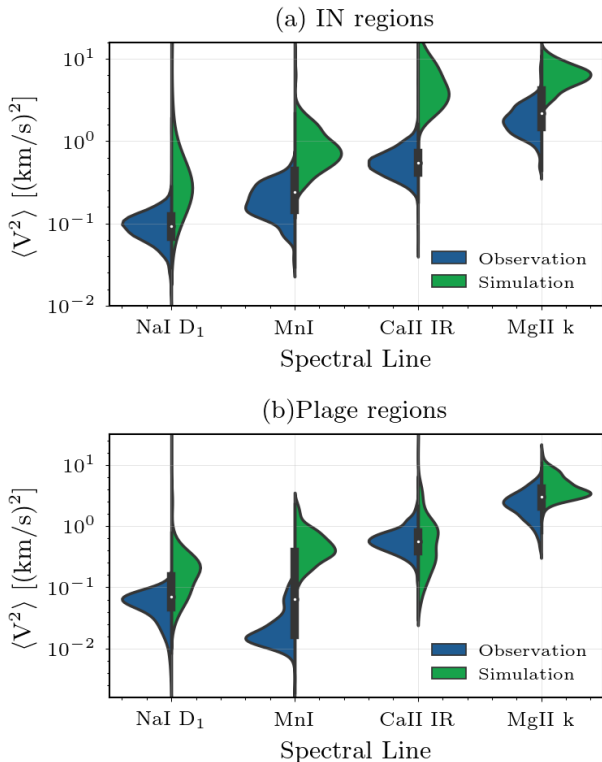 (a) IN regions
10^1
10^0
10^{-1}
10^{-2}
⟨V^2⟩ [(km/s)^2]
Observation
Simulation
NaI D_1 MnI CaII IR MgII k
Spectral Line
(b)Plage regions
10^1
10^0
10^{-1}
10^{-2}
⟨V^2⟩ [(km/s)^2]
Observation
Simulation
NaI D_1 MnI CaII IR MgII k
Spectral Line